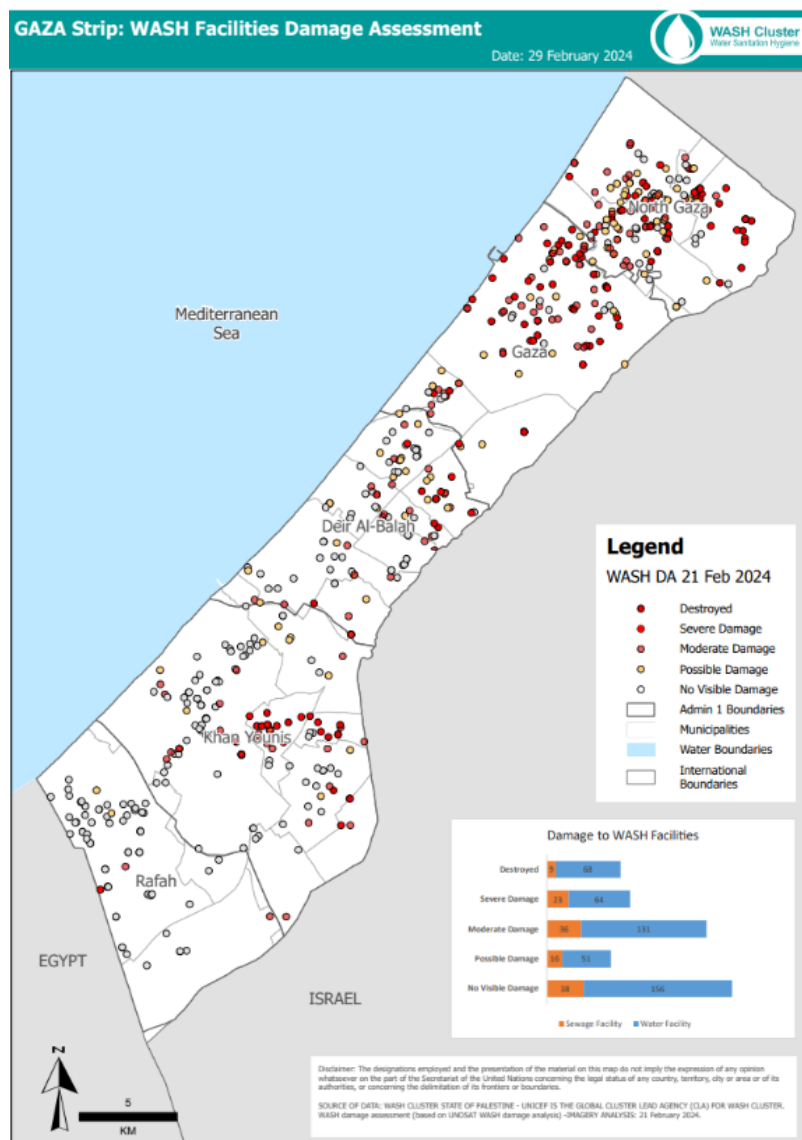 GAZA Strip: WASH Facilities Damage Assessment
Date: 29 February 2024
WASH Cluster
Water Sanitation Hygiene
Mediterranean
Sea
North Gaza
Gaza
Deir Al-Balah
Khan Younis
Rafah
EGYPT
ISRAEL
Legend
WASH DA 21 Feb 2024
Destroyed
Severe Damage
Moderate Damage
Possible Damage
No Visible Damage
Admin 1 Boundaries
Municipalities
Water Boundaries
International
Boundaries
Damage to WASH Facilities
Destroyed 9 68
Severe Damage 23 64
Moderate Damage 36 131
Possible Damage 16 51
No Visible Damage 38 156
Sewage Facility Water Facility
N
5
KM
Disclaimer: The designations employed and the presentation of the material on this map do not imply the expression of any opinion
whatsoever on the part of the Secretariat of the United Nations concerning the legal status of any country, territory, city or area or of its
authorities, or concerning the delimitation of its frontiers or boundaries.
SOURCE OF DATA: WASH CLUSTER STATE OF PALESTINE - UNICEF IS THE GLOBAL CLUSTER LEAD AGENCY (CLA) FOR WASH CLUSTER.
WASH damage assessment (based on UNOSAT WASH damage analysis) -IMAGERY ANALYSIS: 21 February 2024.